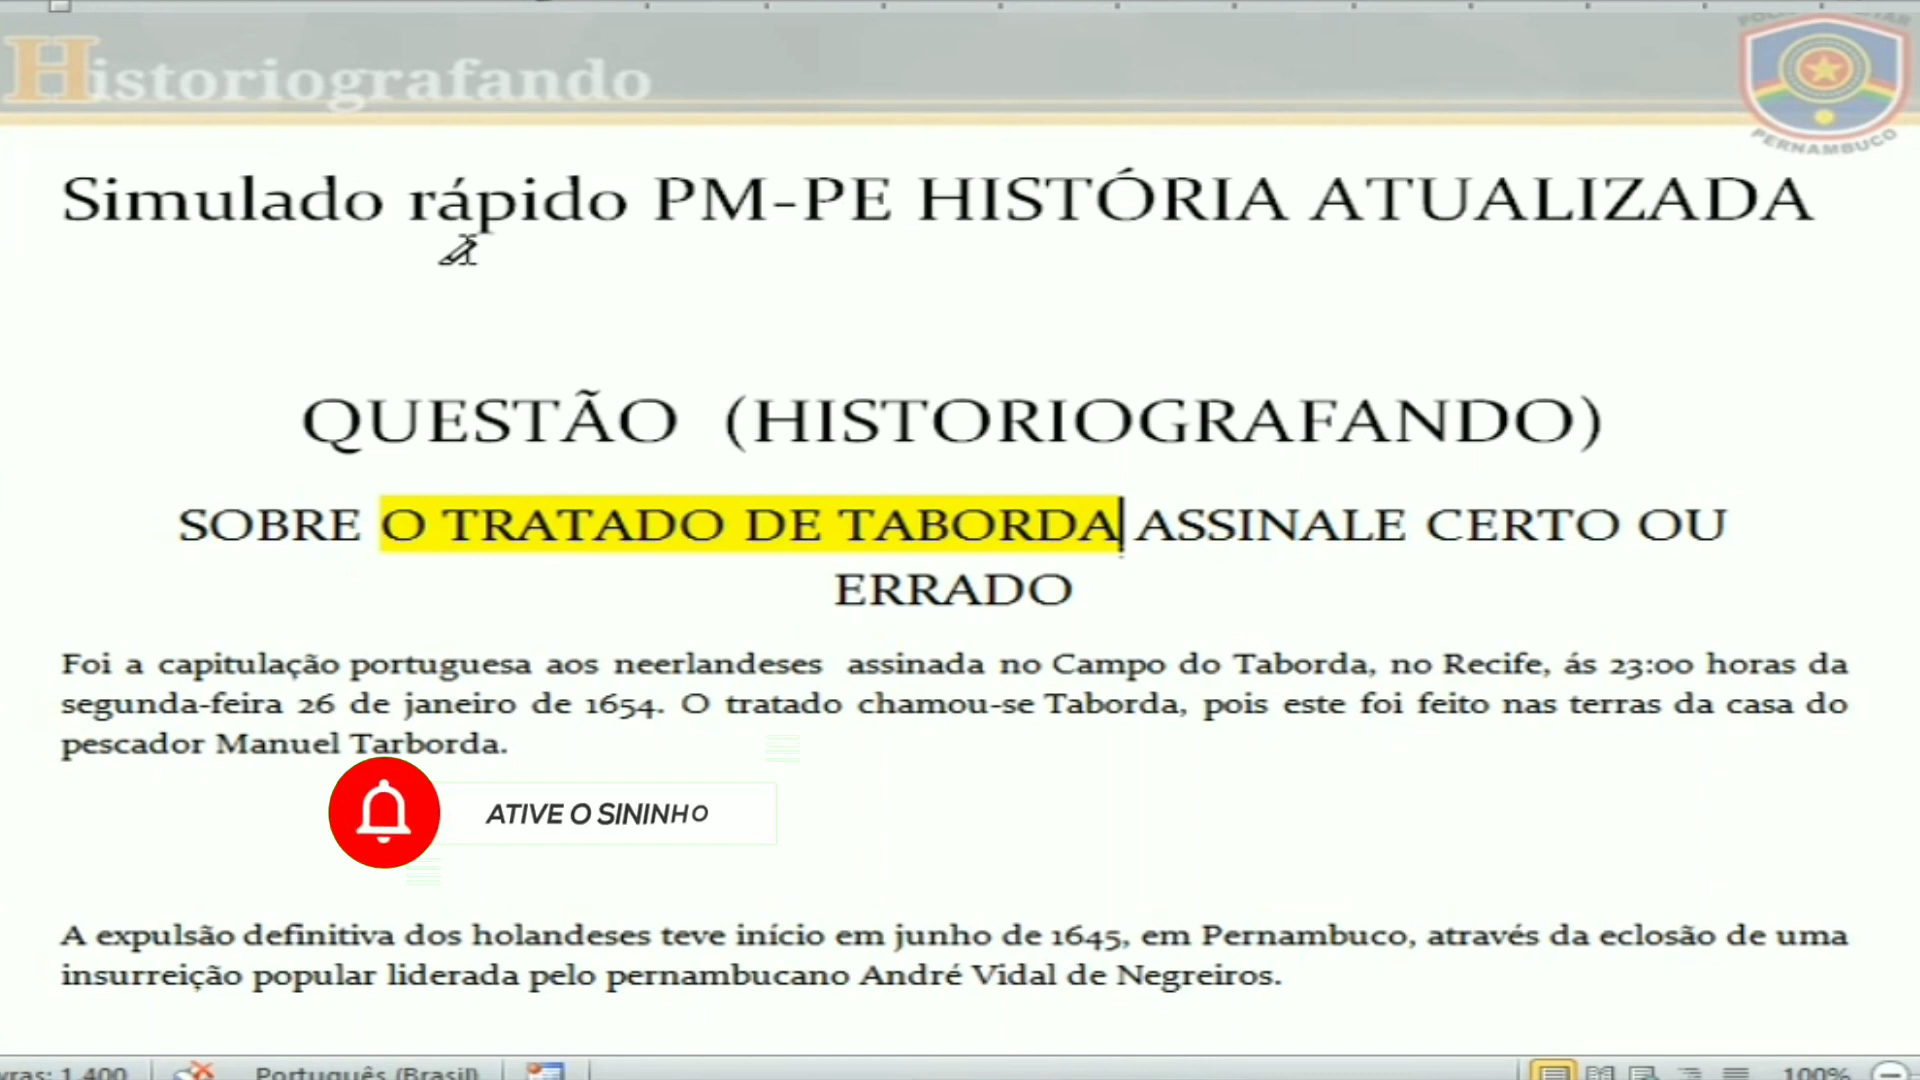 Historiografando
PERNAMBUCO
Simulado rápido PM-PE HISTÓRIA ATUALIZADA
QUESTÃO (HISTORIOGRAFANDO)
SOBRE O TRATADO DE TABORDA ASSINALE CERTO OU
ERRADO
Foi a capitulação portuguesa aos neerlandeses assinada no Campo do Taborda, no Recife, ás 23:00 horas da
segunda-feira 26 de janeiro de 1654. O tratado chamou-se Taborda, pois este foi feito nas terras da casa do
pescador Manuel Tarborda.
ATIVE O SININHO
A expulsão definitiva dos holandeses teve início em junho de 1645, em Pernambuco, através da eclosão de uma
insurreição popular liderada pelo pernambucano André Vidal de Negreiros.
1.400 Português (Brasil) 100%